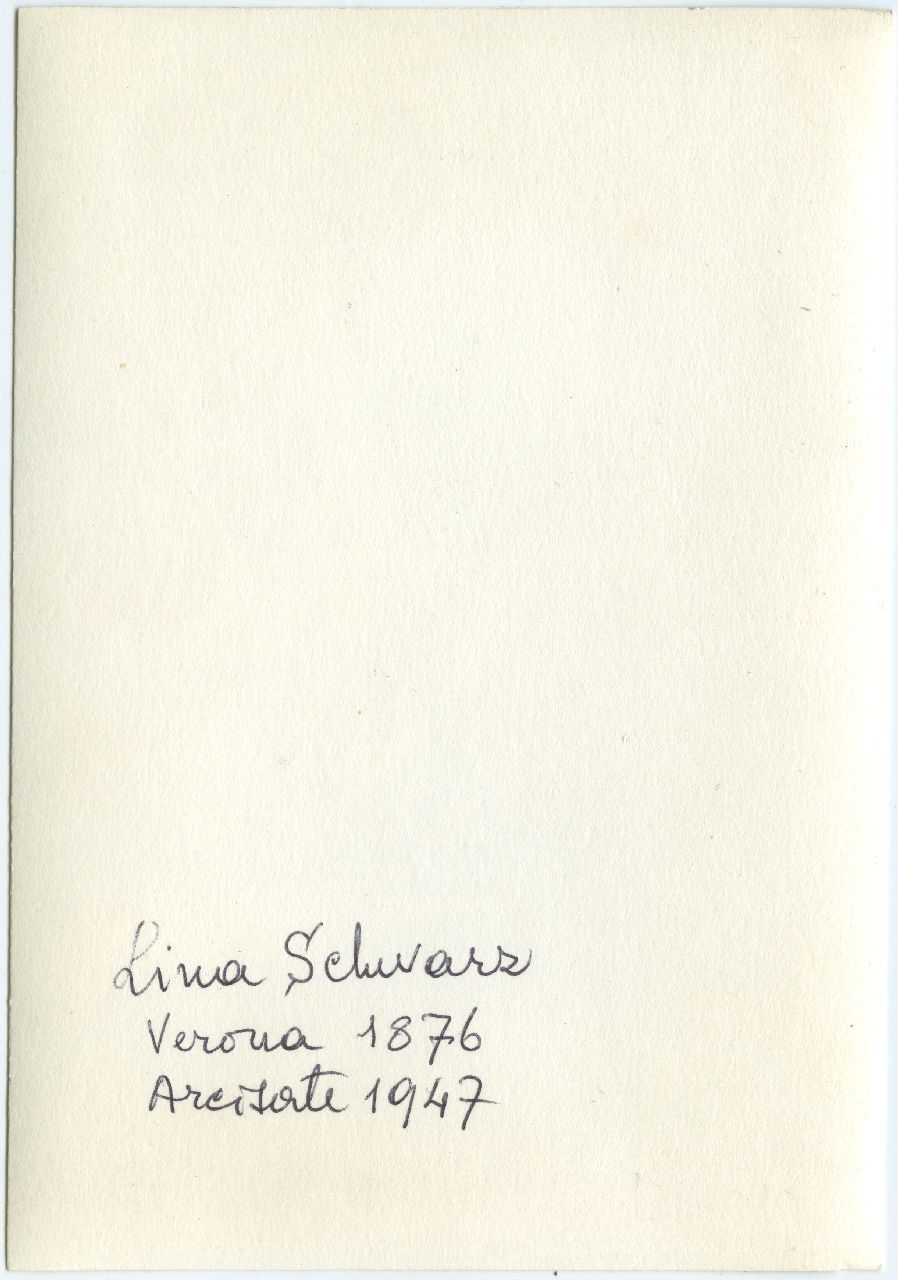 Lina Schwarz
Verona 1876
Arcisate 1947